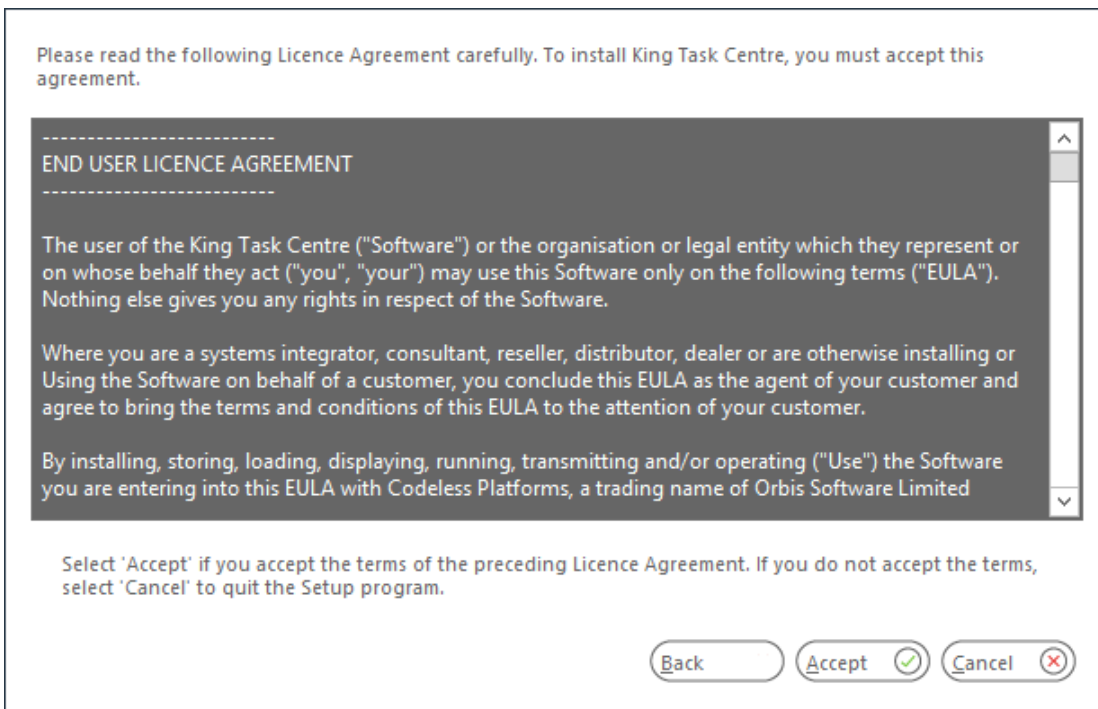 Please read the following Licence Agreement carefully. To install King Task Centre, you must accept this
agreement.
--------------------------
END USER LICENCE AGREEMENT
--------------------------
The user of the King Task Centre ("Software") or the organisation or legal entity which they represent or
on whose behalf they act ("you", "your") may use this Software only on the following terms ("EULA").
Nothing else gives you any rights in respect of the Software.
Where you are a systems integrator, consultant, reseller, distributor, dealer or are otherwise installing or
Using the Software on behalf of a customer, you conclude this EULA as the agent of your customer and
agree to bring the terms and conditions of this EULA to the attention of your customer.
By installing, storing, loading, displaying, running, transmitting and/or operating ("Use") the Software
you are entering into this EULA with Codeless Platforms, a trading name of Orbis Software Limited
Select 'Accept' if you accept the terms of the preceding Licence Agreement. If you do not accept the terms,
select 'Cancel' to quit the Setup program.
Back Accept Cancel